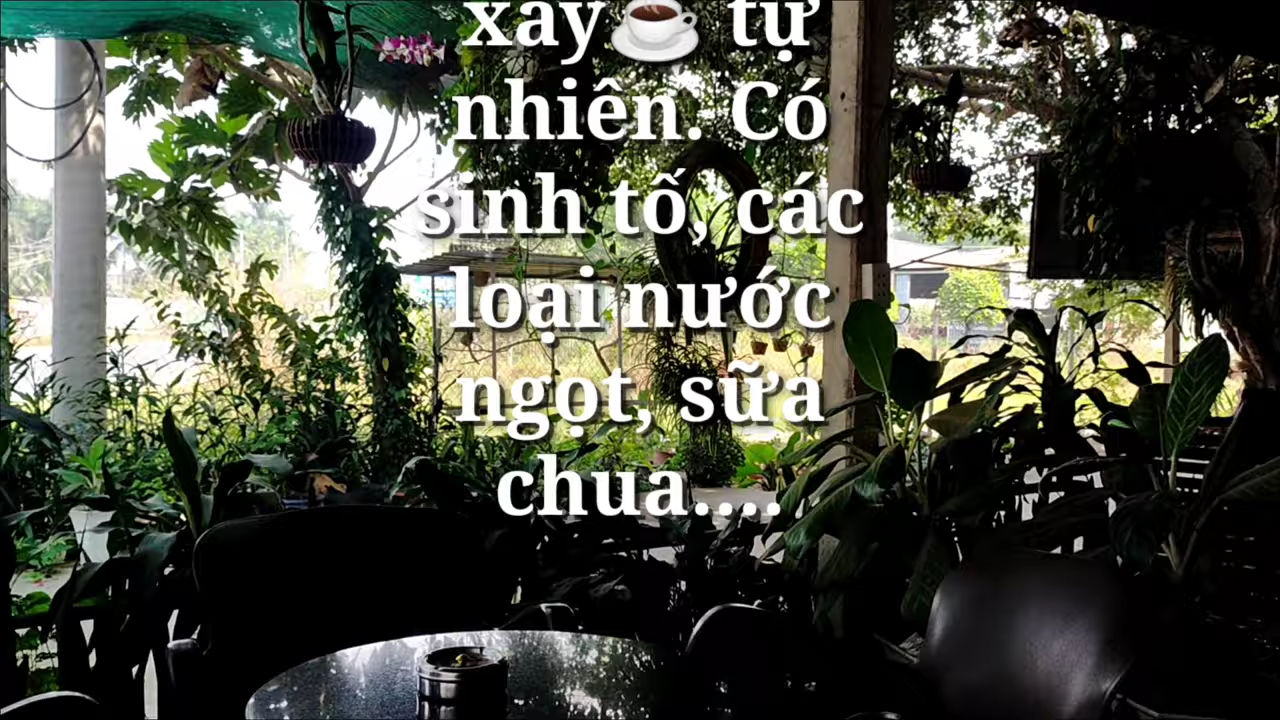 xay☕ tự
nhiên. Có
sinh tố, các
loại nước
ngọt, sữa
chua....